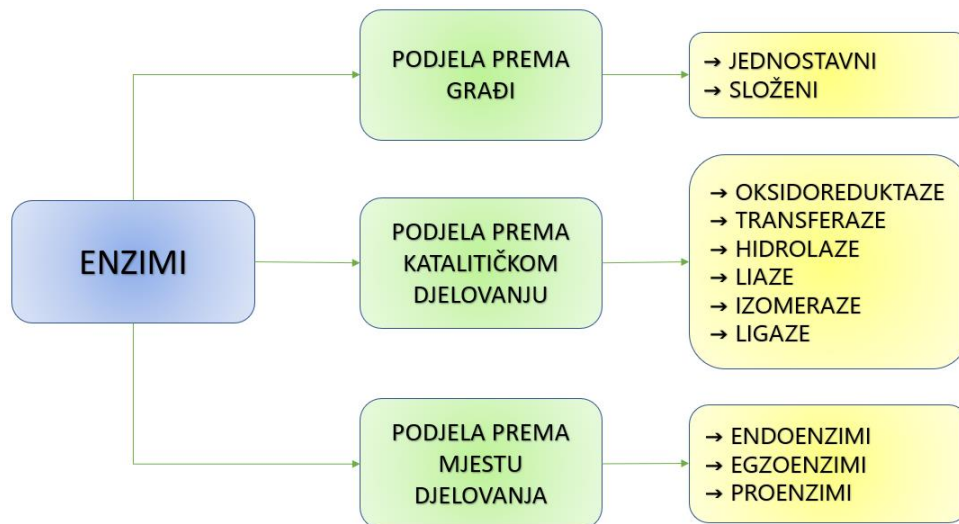 ENZIMI
PODJELA PREMA
GRAĐI
→ JEDNOSTAVNI
→ SLOŽENI
PODJELA PREMA
KATALITIČKOM
DJELOVANJU
→ OKSIDOREDUKTAZE
→ TRANSFERAZE
→ HIDROLAZE
→ LIAZE
→ IZOMERAZE
→ LIGAZE
PODJELA PREMA
MJESTU
DJELOVANJA
→ ENDOENZIMI
→ EGZOENZIMI
→ PROENZIMI